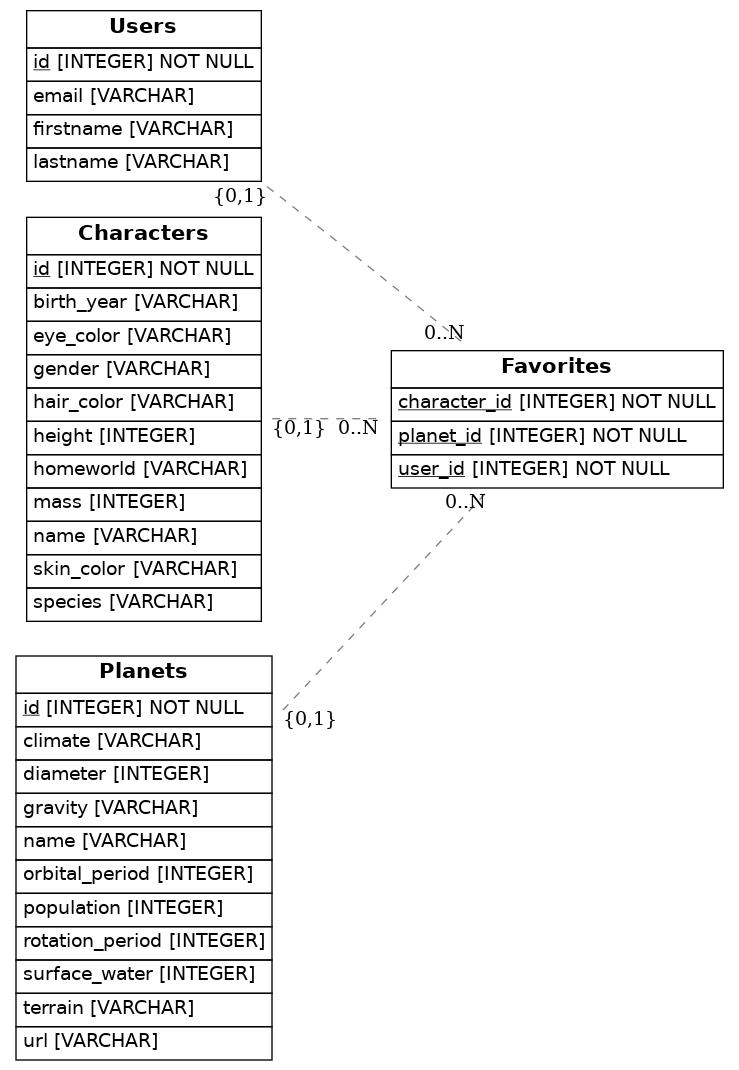 Users
id [INTEGER] NOT NULL
email [VARCHAR]
firstname [VARCHAR]
lastname [VARCHAR]
{0,1}
Characters
id [INTEGER] NOT NULL
birth_year [VARCHAR]
eye_color [VARCHAR]
gender [VARCHAR]
hair_color [VARCHAR]
height [INTEGER]
homeworld [VARCHAR]
mass [INTEGER]
name [VARCHAR]
skin_color [VARCHAR]
species [VARCHAR]
{0,1} 0..N
0..N
Favorites
character_id [INTEGER] NOT NULL
planet_id [INTEGER] NOT NULL
user_id [INTEGER] NOT NULL
0..N
Planets
id [INTEGER] NOT NULL
climate [VARCHAR]
diameter [INTEGER]
gravity [VARCHAR]
name [VARCHAR]
orbital_period [INTEGER]
population [INTEGER]
rotation_period [INTEGER]
surface_water [INTEGER]
terrain [VARCHAR]
url [VARCHAR]
{0,1}